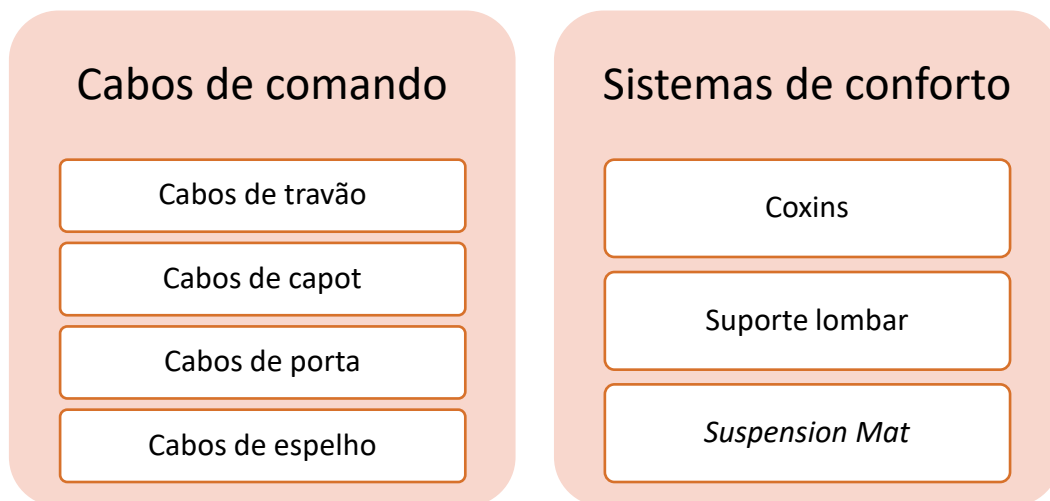 Cabos de comando
Cabos de travão
Cabos de capot
Cabos de porta
Cabos de espelho
Sistemas de conforto
Coxins
Suporte lombar
Suspension Mat